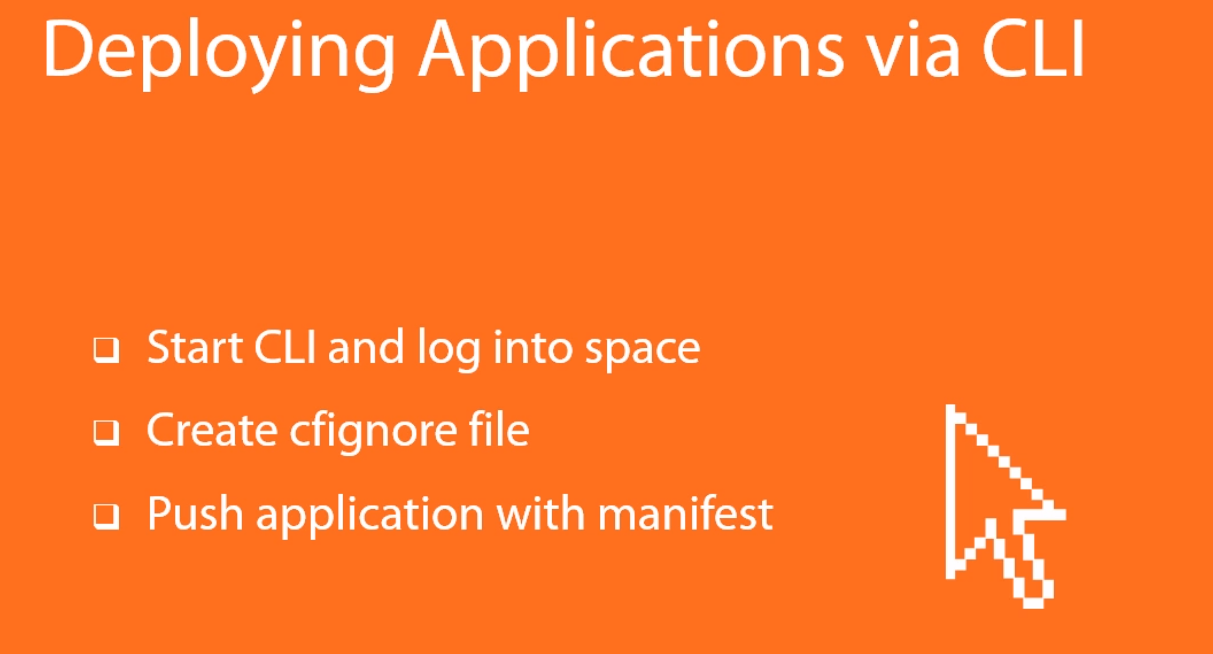 Deploying Applications via CLI
Start CLI and log into space
Create cfignore file
Push application with manifest